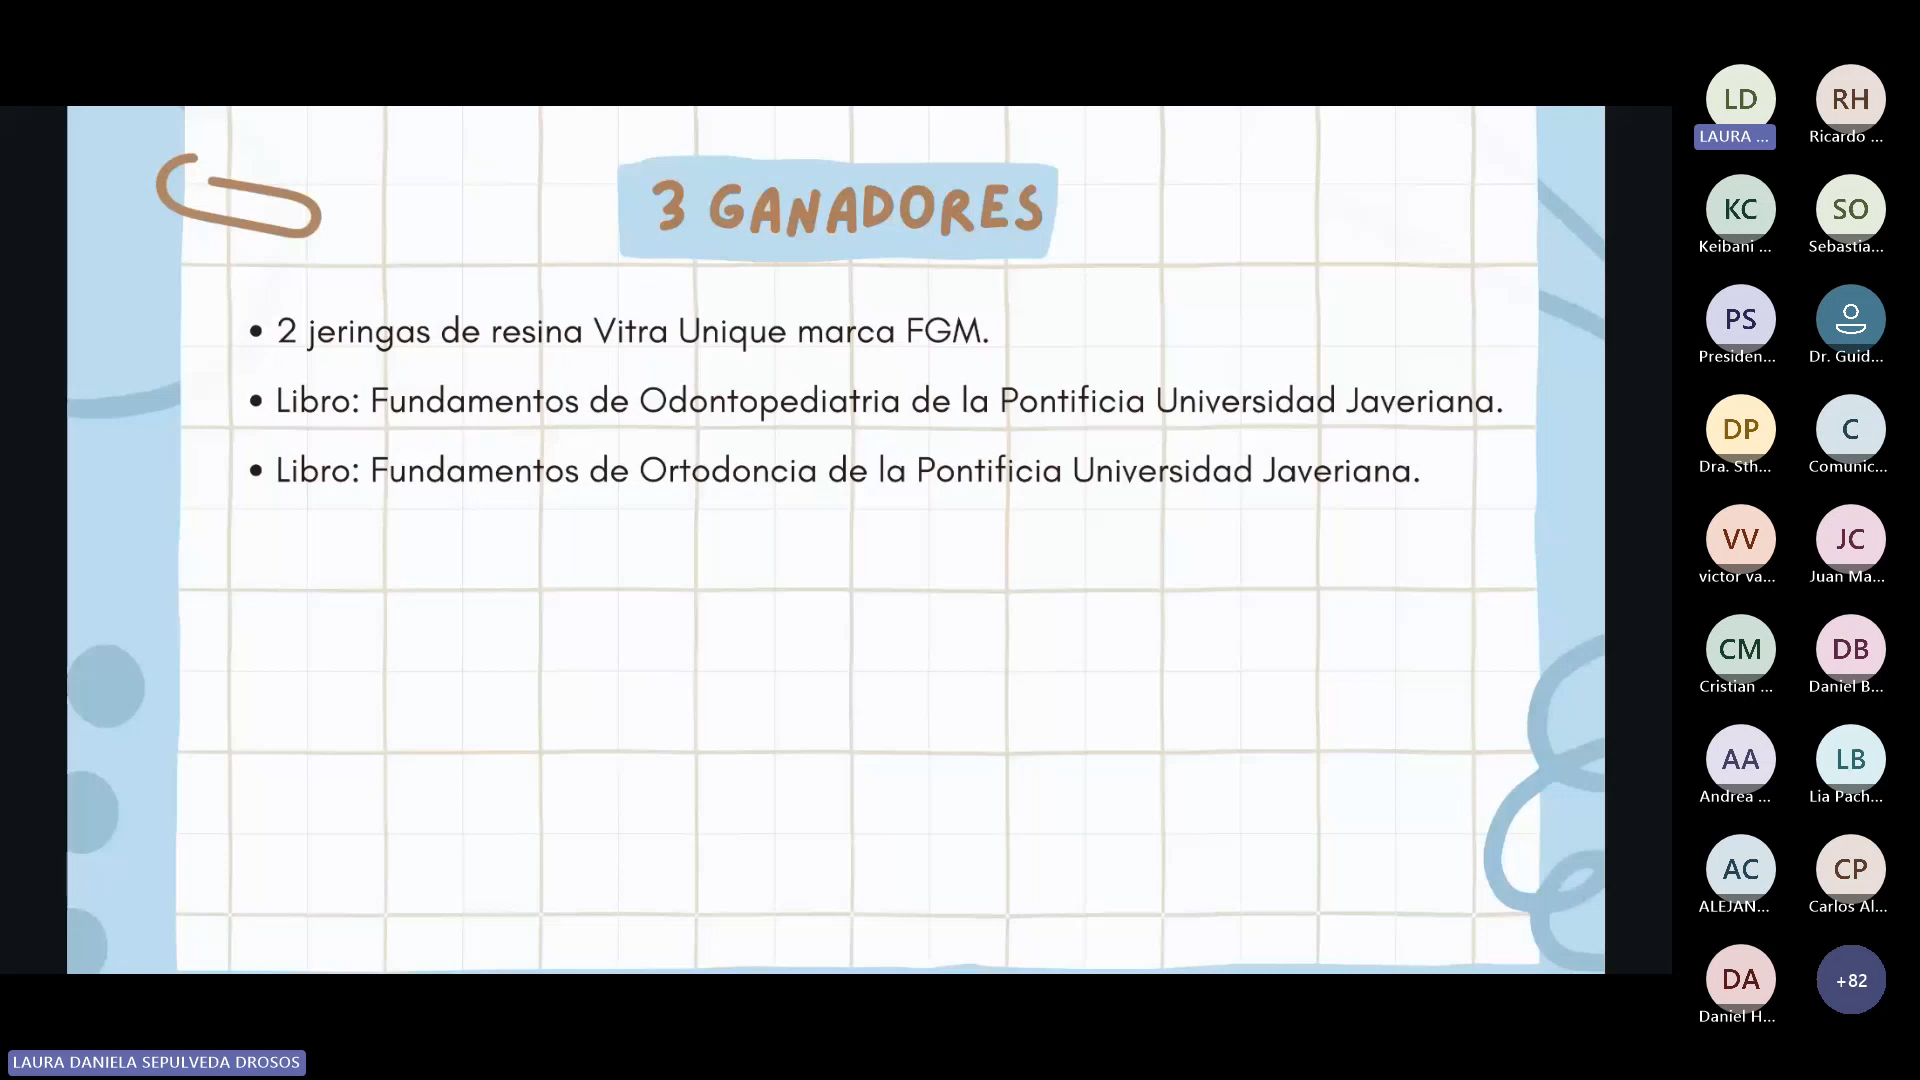 3 GANADORES
• 2 jeringas de resina Vitra Unique marca FGM.
• Libro: Fundamentos de Odontopediatria de la Pontificia Universidad Javeriana.
• Libro: Fundamentos de Ortodoncia de la Pontificia Universidad Javeriana.
LD RH
LAURA ... Ricardo ...
KC SO
Keibani ... Sebastia...
PS
Presiden... Dr. Guid...
DP C
Dra. Sth... Comunic...
VV JC
victor va... Juan Ma...
CM DB
Cristian ... Daniel B...
AA LB
Andrea ... Lia Pach...
AC CP
ALEJAN... Carlos Al...
DA +82
Daniel H...
LAURA DANIELA SEPULVEDA DROSOS